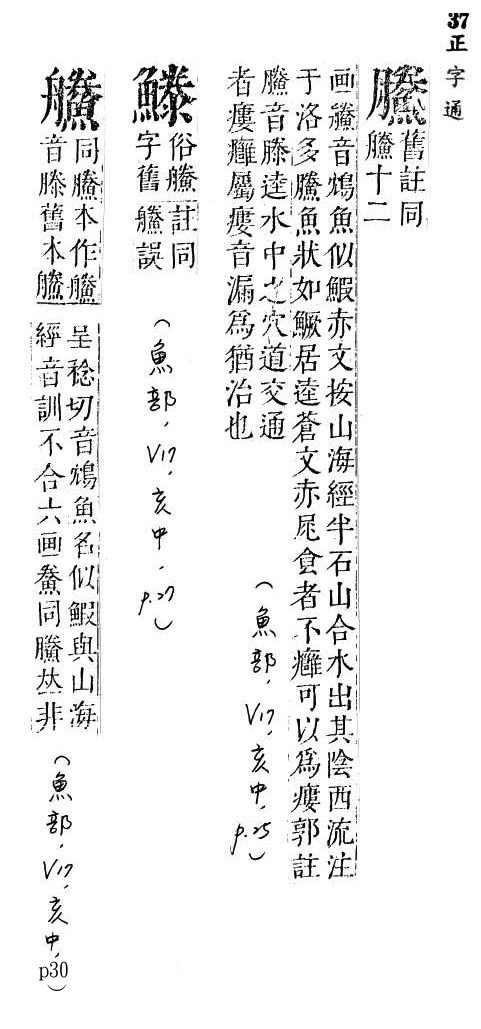 37 正字通
䲢
舊註同
䲢十二
画䲢音鴆魚似鰕赤文按山海經半石山合水出其陰西流注
于洛多䲢魚狀如鱖居逵蒼文赤尾食者不癰可以爲瘻郭註
䲢音滕逵水中之穴道交通
者瘻癰屬瘻音漏爲猶治也
(魚部, V17, 亥中, p.25)
俗䲢註同
字舊䲢誤
(魚部, V17, 亥中, p.27)
同䲢本作
音滕舊本
呈稔切音鴆魚名似鰕與山海
經音訓不合六画鰧同䲢𠀤非
(魚部, V17, 亥中, p30)